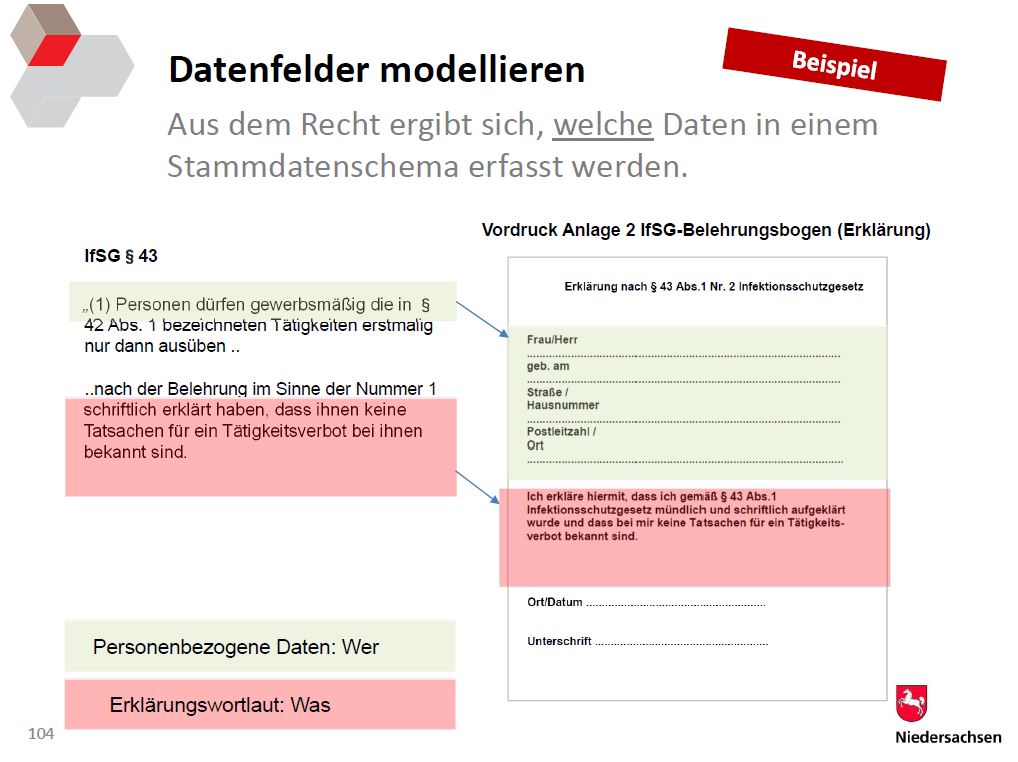 Datenfelder modellieren
Beispiel
Aus dem Recht ergibt sich, welche Daten in einem
Stammdatenschema erfasst werden.
Vordruck Anlage 2 IfSG-Belehrungsbogen (Erklärung)
IfSG § 43
„(1) Personen dürfen gewerbsmäßig die in §
42 Abs. 1 bezeichneten Tätigkeiten erstmalig
nur dann ausüben ..
..nach der Belehrung im Sinne der Nummer 1
schriftlich erklärt haben, dass ihnen keine
Tatsachen für ein Tätigkeitsverbot bei ihnen
bekannt sind.
Erklärung nach § 43 Abs.1 Nr. 2 Infektionsschutzgesetz
Frau/Herr
geb. am
Straße /
Hausnummer
Postleitzahl /
Ort
Ich erkläre hiermit, dass ich gemäß § 43 Abs.1
Infektionsschutzgesetz mündlich und schriftlich aufgeklärt
wurde und dass bei mir keine Tatsachen für ein Tätigkeits-
verbot bekannt sind.
Ort/Datum
Unterschrift
Personenbezogene Daten: Wer
Erklärungswortlaut: Was
104
Niedersachsen